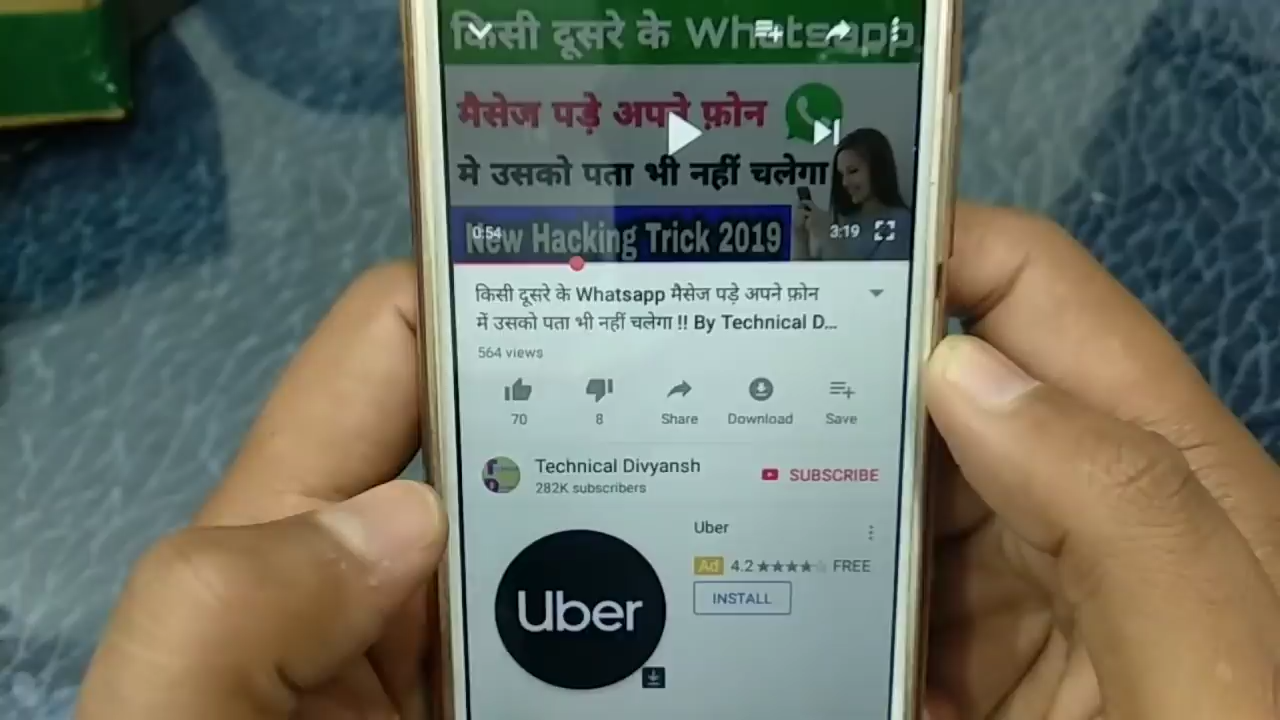 किसी दूसरे के Whatsapp
मैसेज पड़े अपने फ़ोन
मे उसको पता भी नहीं चलेगा
New Hacking Trick 2019
0:54
3:19
किसी दूसरे के Whatsapp मैसेज पड़े अपने फ़ोन
में उसको पता भी नहीं चलेगा !! By Technical D...
564 views
70
8
Share
Download
Save
Technical Divyansh
282K subscribers
SUBSCRIBE
Uber
Ad 4.2 FREE
INSTALL
Uber